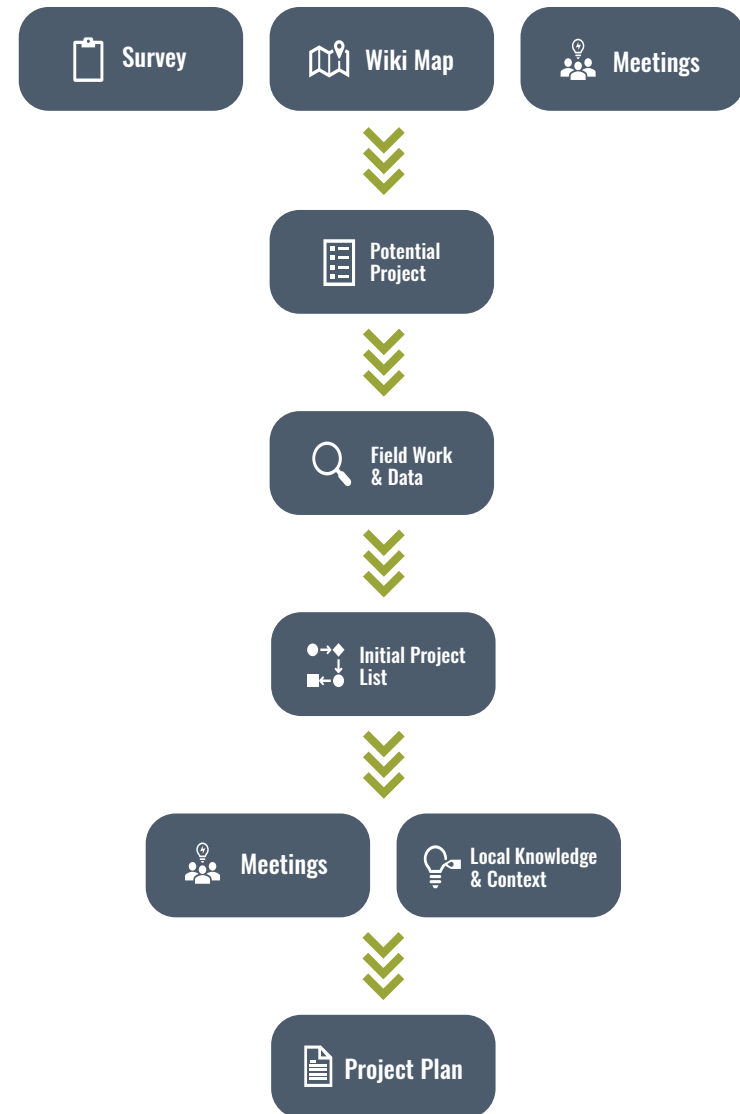 Survey
Wiki Map
Meetings
Potential
Project
Field Work
& Data
Initial Project
List
Meetings
Local Knowledge
& Context
Project Plan